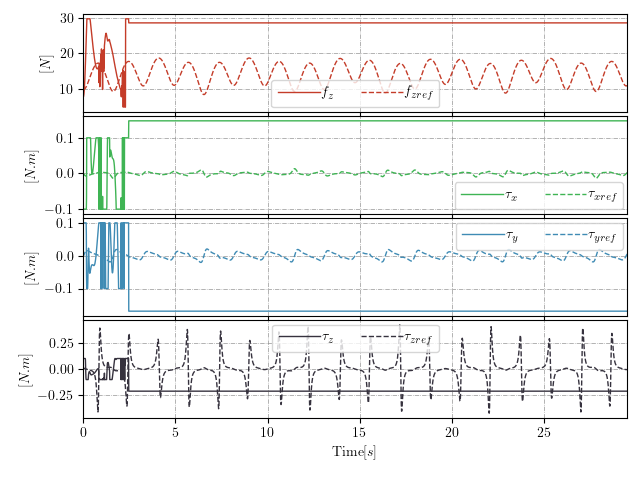 30
20
10
[N]
f_z f_zref
0.1
0.0
−0.1
[N.m]
τ_x τ_xref
0.1
0.0
−0.1
[N.m]
τ_y τ_yref
0.25
0.00
−0.25
[N.m]
τ_z τ_zref
0 5 10 15 20 25
Time[s]